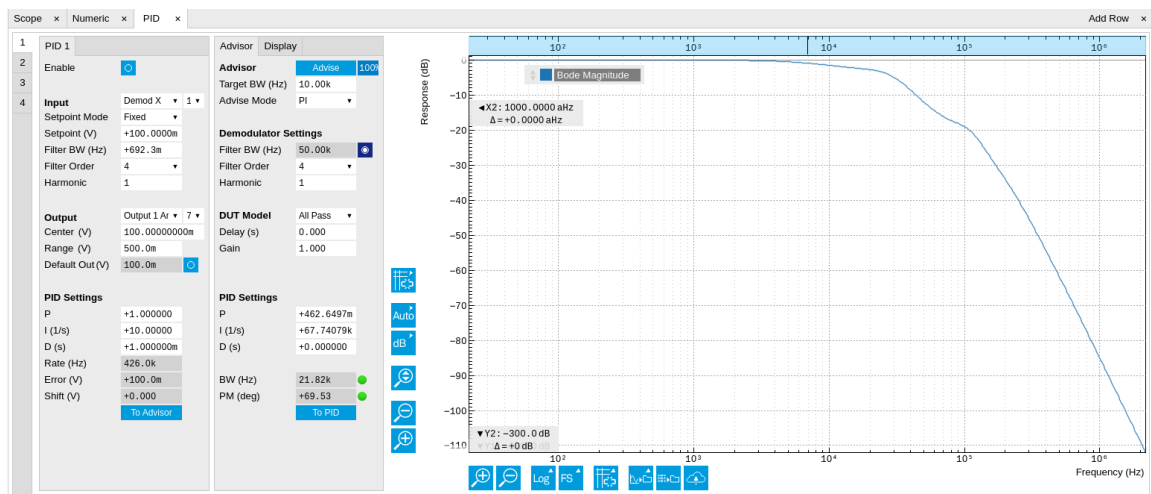 Scope × Numeric × PID × Add Row ×
1 PID 1
2
3
4
Enable
Input Demod X 1
Setpoint Mode Fixed
Setpoint (V) +100.0000m
Filter BW (Hz) +692.3m
Filter Order 4
Harmonic 1
Output Output 1 Ar 7
Center (V) 100.00000000m
Range (V) 500.0m
Default Out (V) 100.0m
PID Settings
P +1.000000
I (1/s) +10.00000
D (s) +1.000000m
Rate (Hz) 426.0k
Error (V) +100.0m
Shift (V) +0.000
To Advisor
Advisor Display
Advisor Advise 100%
Target BW (Hz) 10.00k
Advise Mode PI
Demodulator Settings
Filter BW (Hz) 50.00k
Filter Order 4
Harmonic 1
DUT Model All Pass
Delay (s) 0.000
Gain 1.000
PID Settings
P +462.6497m
I (1/s) +67.74079k
D (s) +0.000000
BW (Hz) 21.82k
PM (deg) +69.53
To PID
Auto
dB
10² 10³ 10⁴ 10⁵ 10⁶
Response (dB)
0
−10
−20
−30
−40
−50
−60
−70
−80
−90
−100
−110
Bode Magnitude
◀X2: 1000.0000 aHz
Δ = +0.0000 aHz
▼Y2: −300.0 dB
Δ = +0 dB
10² 10³ 10⁴ 10⁵ 10⁶
Frequency (Hz)
Log FS